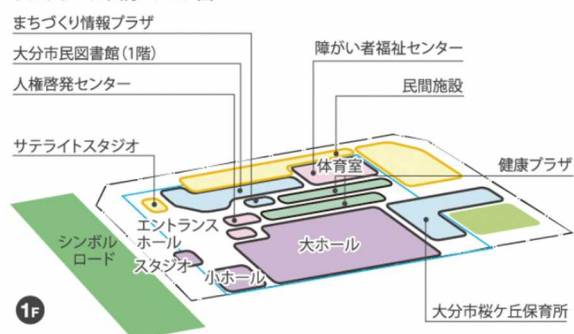 まちづくり情報プラザ
大分市民図書館(1階)
人権啓発センター
サテライトスタジオ
障がい者福祉センター
民間施設
健康プラザ
体育室
エントランス
ホール
スタジオ
小ホール
大ホール
シンボル
ロード
大分市桜ケ丘保育所
1F